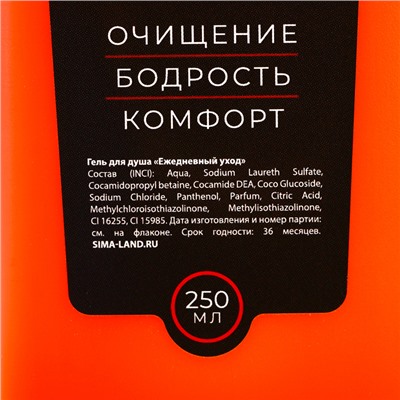 ОЧИЩЕНИЕ
БОДРОСТЬ
КОМФОРТ
Гель для душа «Ежедневный уход»
Состав (INCI): Aqua, Sodium Laureth Sulfate,
Cocamidopropyl betaine, Cocamide DEA, Coco Glucoside,
Sodium Chloride, Panthenol, Parfum, Citric Acid,
Methylchloroisothiazolinone, Methylisothiazolinone,
CI 16255, CI 15985. Дата изготовления и номер партии:
см. на флаконе. Срок годности: 36 месяцев.
SIMA-LAND.RU
250
МЛ